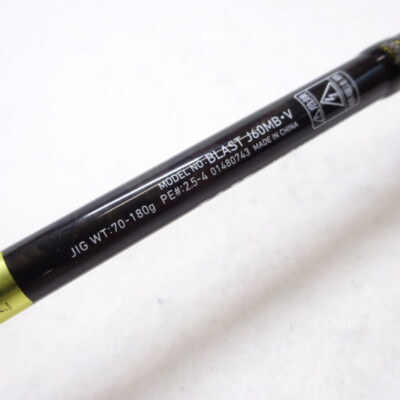 MODEL NO:BLAST J60MB・V
JIG WT:70-180g PE#:2.5-4 01480743 MADE IN CHINA